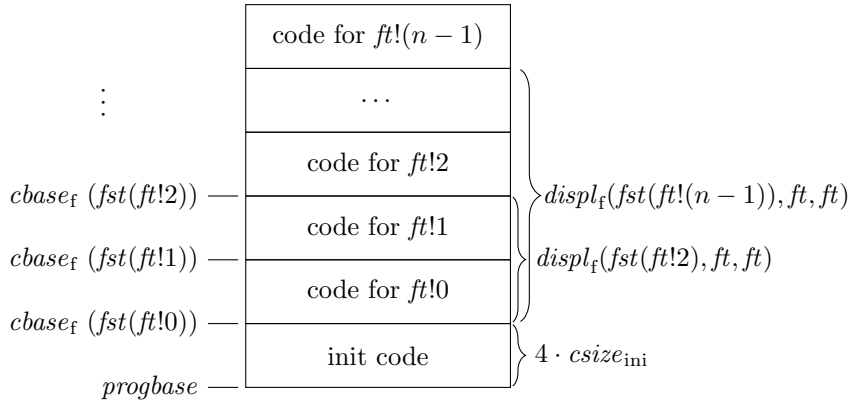 code for ft!(n − 1)
⋮
· · ·
code for ft!2
cbase_f (fst(ft!2))
displ_f(fst(ft!(n − 1)), ft, ft)
code for ft!1
cbase_f (fst(ft!1))
displ_f(fst(ft!2), ft, ft)
code for ft!0
cbase_f (fst(ft!0))
init code
4 · csize_ini
progbase